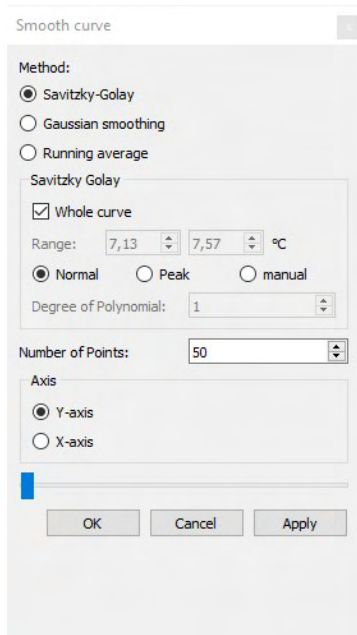 Smooth curve
Method:
Savitzky-Golay
Gaussian smoothing
Running average
Savitzky Golay
Whole curve
Range: 7,13 7,57 °C
Normal Peak manual
Degree of Polynomial: 1
Number of Points: 50
Axis
Y-axis
X-axis
OK Cancel Apply